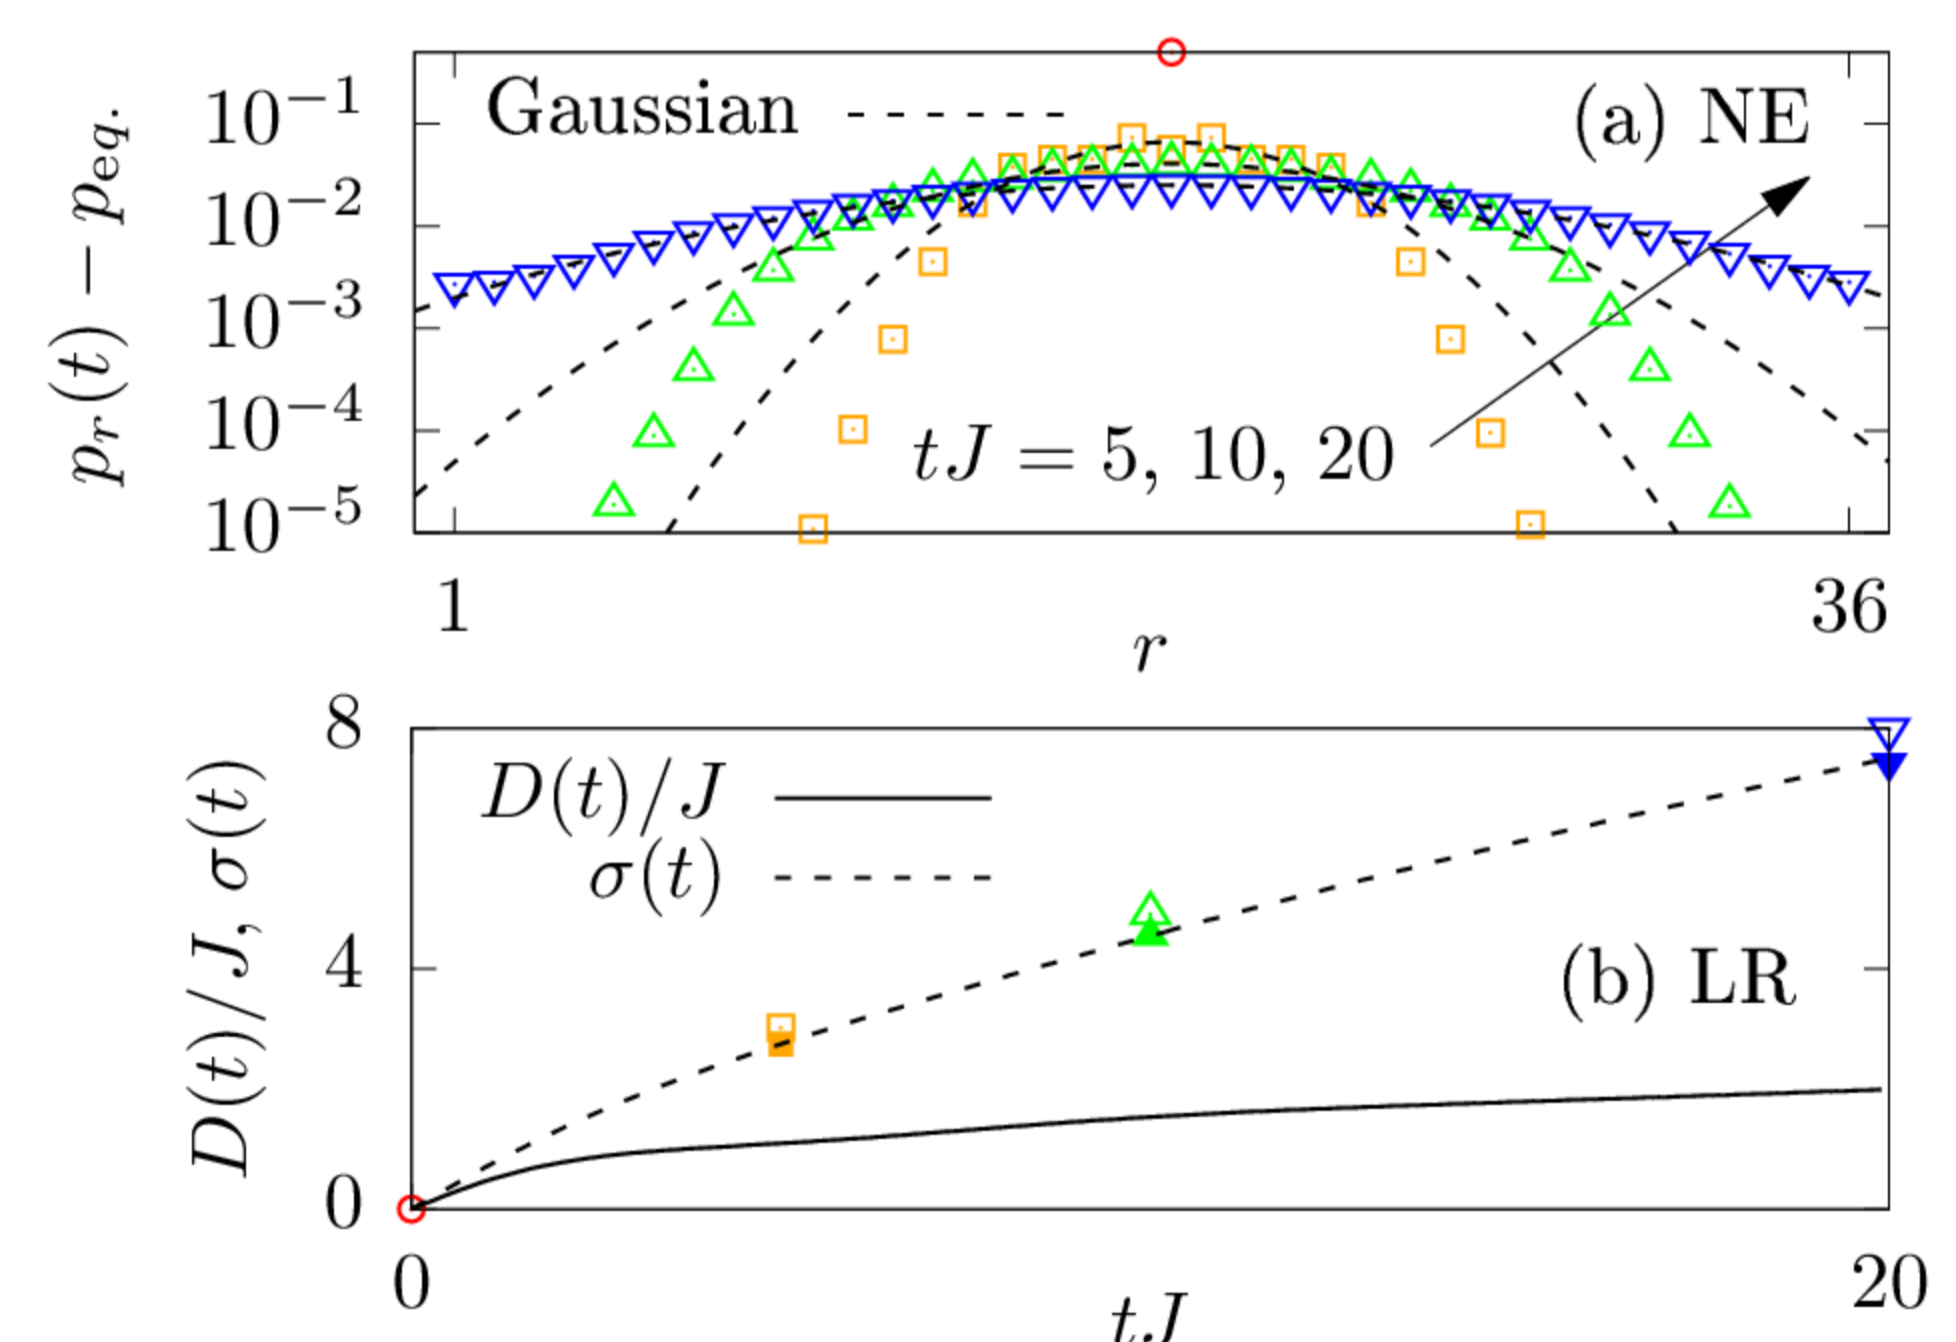 Gaussian
(a) NE
10⁻¹
10⁻²
10⁻³
10⁻⁴
10⁻⁵
pᵣ(t) − p_eq.
tJ = 5, 10, 20
1
36
r
8
4
0
D(t)/J, σ(t)
D(t)/J
σ(t)
(b) LR
0
20
tJ